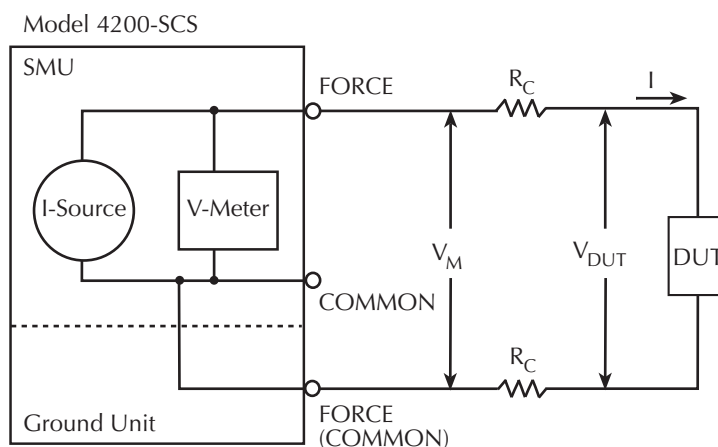 Model 4200-SCS
SMU
FORCE
R_C
I
I-Source
V-Meter
V_M
V_DUT
DUT
COMMON
R_C
Ground Unit
FORCE
(COMMON)